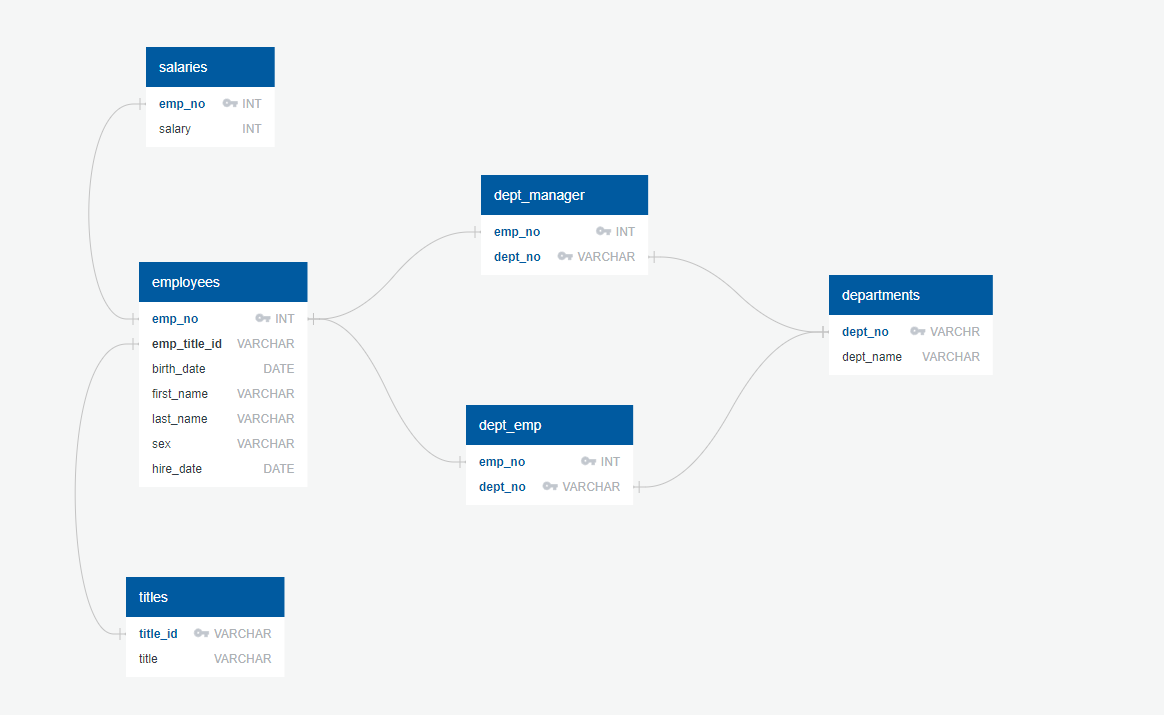 salaries
emp_no INT
salary INT
employees
emp_no INT
emp_title_id VARCHAR
birth_date DATE
first_name VARCHAR
last_name VARCHAR
sex VARCHAR
hire_date DATE
titles
title_id VARCHAR
title VARCHAR
dept_manager
emp_no INT
dept_no VARCHAR
dept_emp
emp_no INT
dept_no VARCHAR
departments
dept_no VARCHR
dept_name VARCHAR